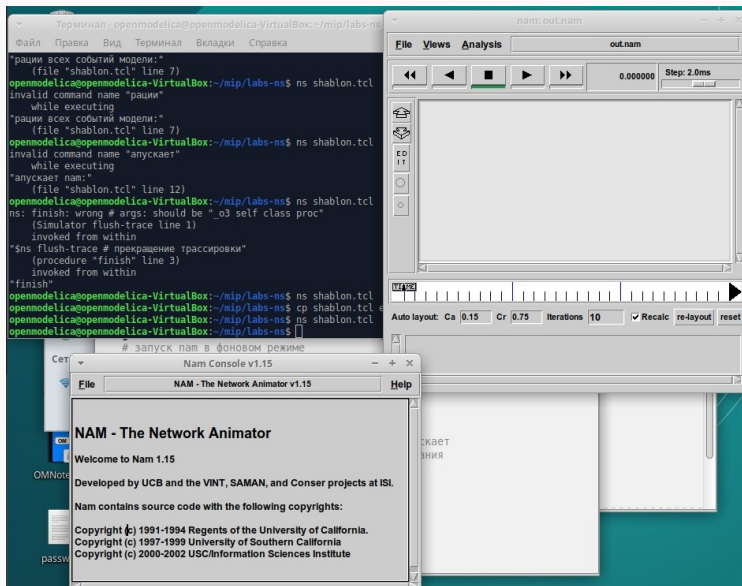 Терминал - openmodelica@openmodelica-VirtualBox: ~/mip/labs-ns
Файл Правка Вид Терминал Вкладки Справка
"рации всех событий модели:"
(file "shablon.tcl" line 7)
openmodelica@openmodelica-VirtualBox:~/mip/labs-ns$ ns shablon.tcl
invalid command name "рации"
while executing
"рации всех событий модели:"
(file "shablon.tcl" line 7)
openmodelica@openmodelica-VirtualBox:~/mip/labs-ns$ ns shablon.tcl
invalid command name "апускает"
while executing
"апускает nam:"
(file "shablon.tcl" line 12)
openmodelica@openmodelica-VirtualBox:~/mip/labs-ns$ ns shablon.tcl
ns: finish: wrong # args: should be "_o3 self class proc"
(Simulator flush-trace line 1)
invoked from within
"$ns flush-trace # прекращение трассировки"
(procedure "finish" line 3)
invoked from within
"finish"
openmodelica@openmodelica-VirtualBox:~/mip/labs-ns$ ns shablon.tcl
openmodelica@openmodelica-VirtualBox:~/mip/labs-ns$ cp shablon.tcl e
openmodelica@openmodelica-VirtualBox:~/mip/labs-ns$ ns shablon.tcl
openmodelica@openmodelica-VirtualBox:~/mip/labs-ns$
nam: out.nam
File Views Analysis out.nam
0.000000 Step: 2.0ms
ED
IT
TIME
Auto layout: Ca 0.15 Cr 0.75 Iterations 10 Recalc re-layout reset
# запуск nam в фоновом режиме
Сет
OM
OMNote
passw
скает
ания
Nam Console v1.15
File NAM - The Network Animator v1.15 Help
NAM - The Network Animator
Welcome to Nam 1.15
Developed by UCB and the VINT, SAMAN, and Conser projects at ISI.
Nam contains source code with the following copyrights:
Copyright (c) 1991-1994 Regents of the University of California.
Copyright (c) 1997-1999 University of Southern California
Copyright (c) 2000-2002 USC/Information Sciences Institute